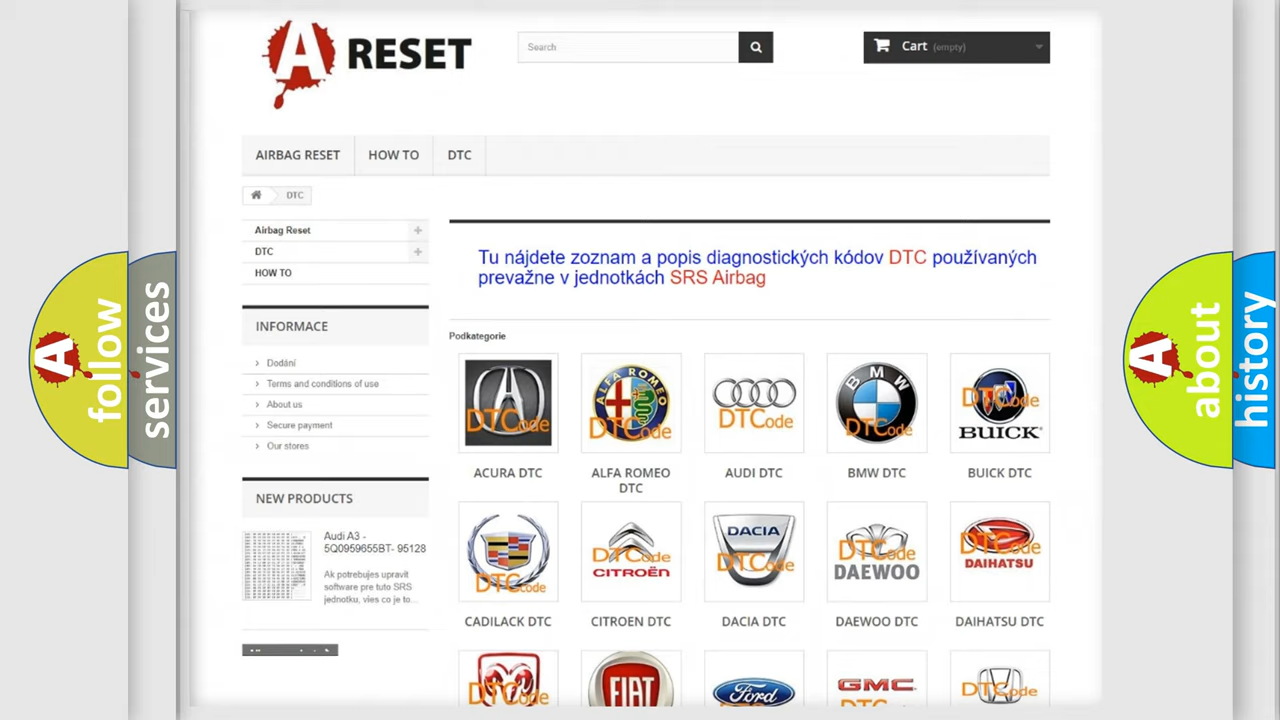 A RESET
Search
Cart (empty)
AIRBAG RESET
HOW TO
DTC
DTC
Airbag Reset
DTC
HOW TO
Tu nájdete zoznam a popis diagnostických kódov DTC používaných
prevažne v jednotkách SRS Airbag
INFORMACE
Dodání
Terms and conditions of use
About us
Secure payment
Our stores
NEW PRODUCTS
Audi A3 -
5Q0959655BT- 95128
Ak potrebujes upravit
software pre tuto SRS
jednotku, vies co je to...
Podkategorie
DTCode
ALFA ROMEO
DTCode
DTCode
BMW
DTCode
DTCode
BUICK
ACURA DTC
ALFA ROMEO
DTC
AUDI DTC
BMW DTC
BUICK DTC
DTCode
DTCode
CITROËN
DACIA
DTCode
DTCode
DAEWOO
DTCode
DAIHATSU
CADILACK DTC
CITROEN DTC
DACIA DTC
DAEWOO DTC
DAIHATSU DTC
DTCode
FIAT
Ford
GMC
DTCode
A follow
services
A about
history